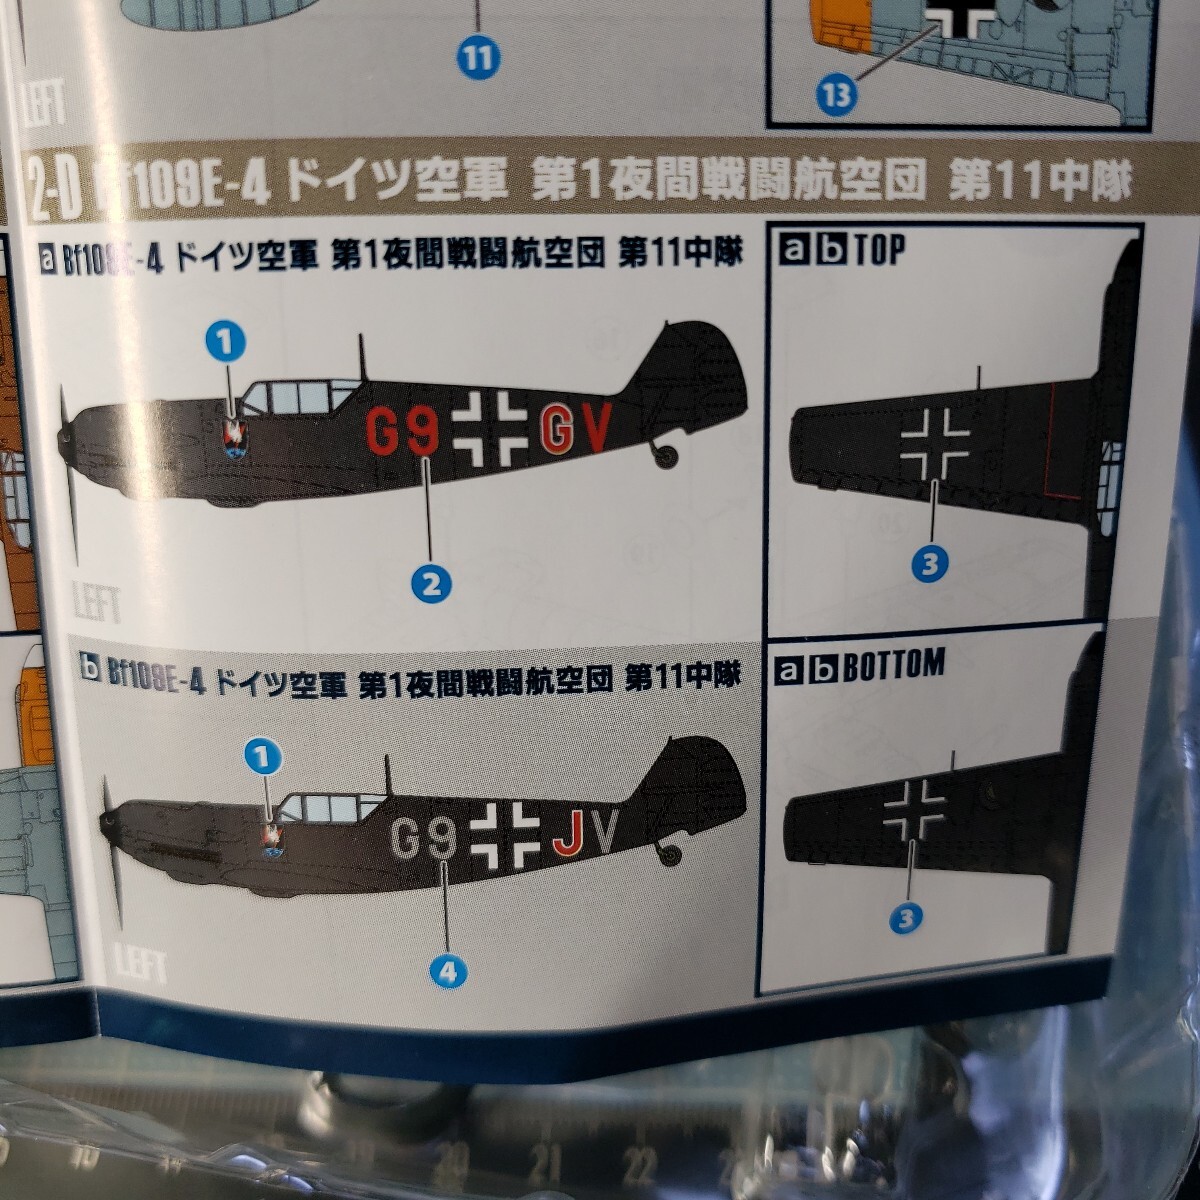 11
13
LEFT
2-D Bf109E-4 ドイツ空軍 第1夜間戦闘航空団 第11中隊
a Bf109E-4 ドイツ空軍 第1夜間戦闘航空団 第11中隊
a b TOP
1
G9 GV
2
3
LEFT
b Bf109E-4 ドイツ空軍 第1夜間戦闘航空団 第11中隊
a b BOTTOM
1
G9 JV
4
3
LEFT
20 21 22